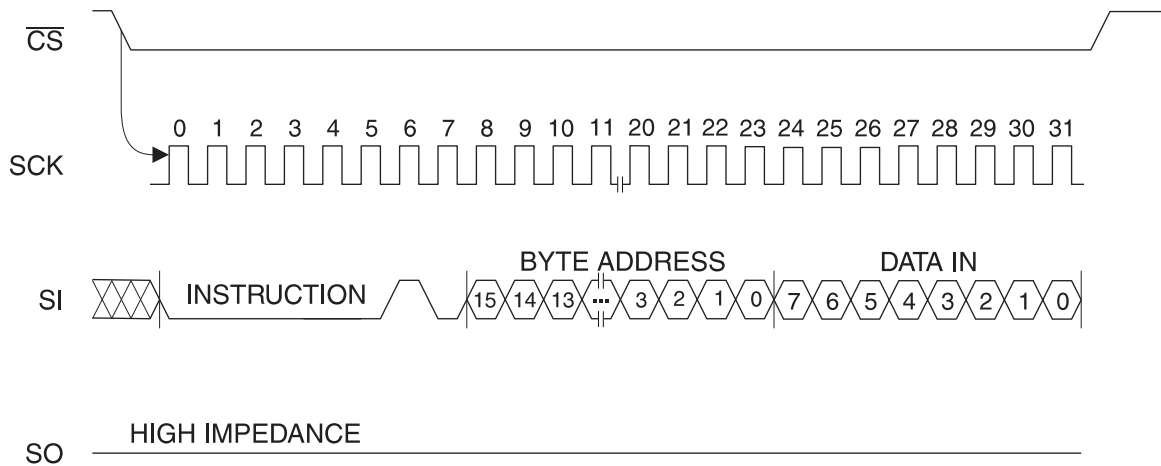 CS
0 1 2 3 4 5 6 7 8 9 10 11 20 21 22 23 24 25 26 27 28 29 30 31
SCK
BYTE ADDRESS DATA IN
SI INSTRUCTION 15 14 13 ... 3 2 1 0 7 6 5 4 3 2 1 0
HIGH IMPEDANCE
SO